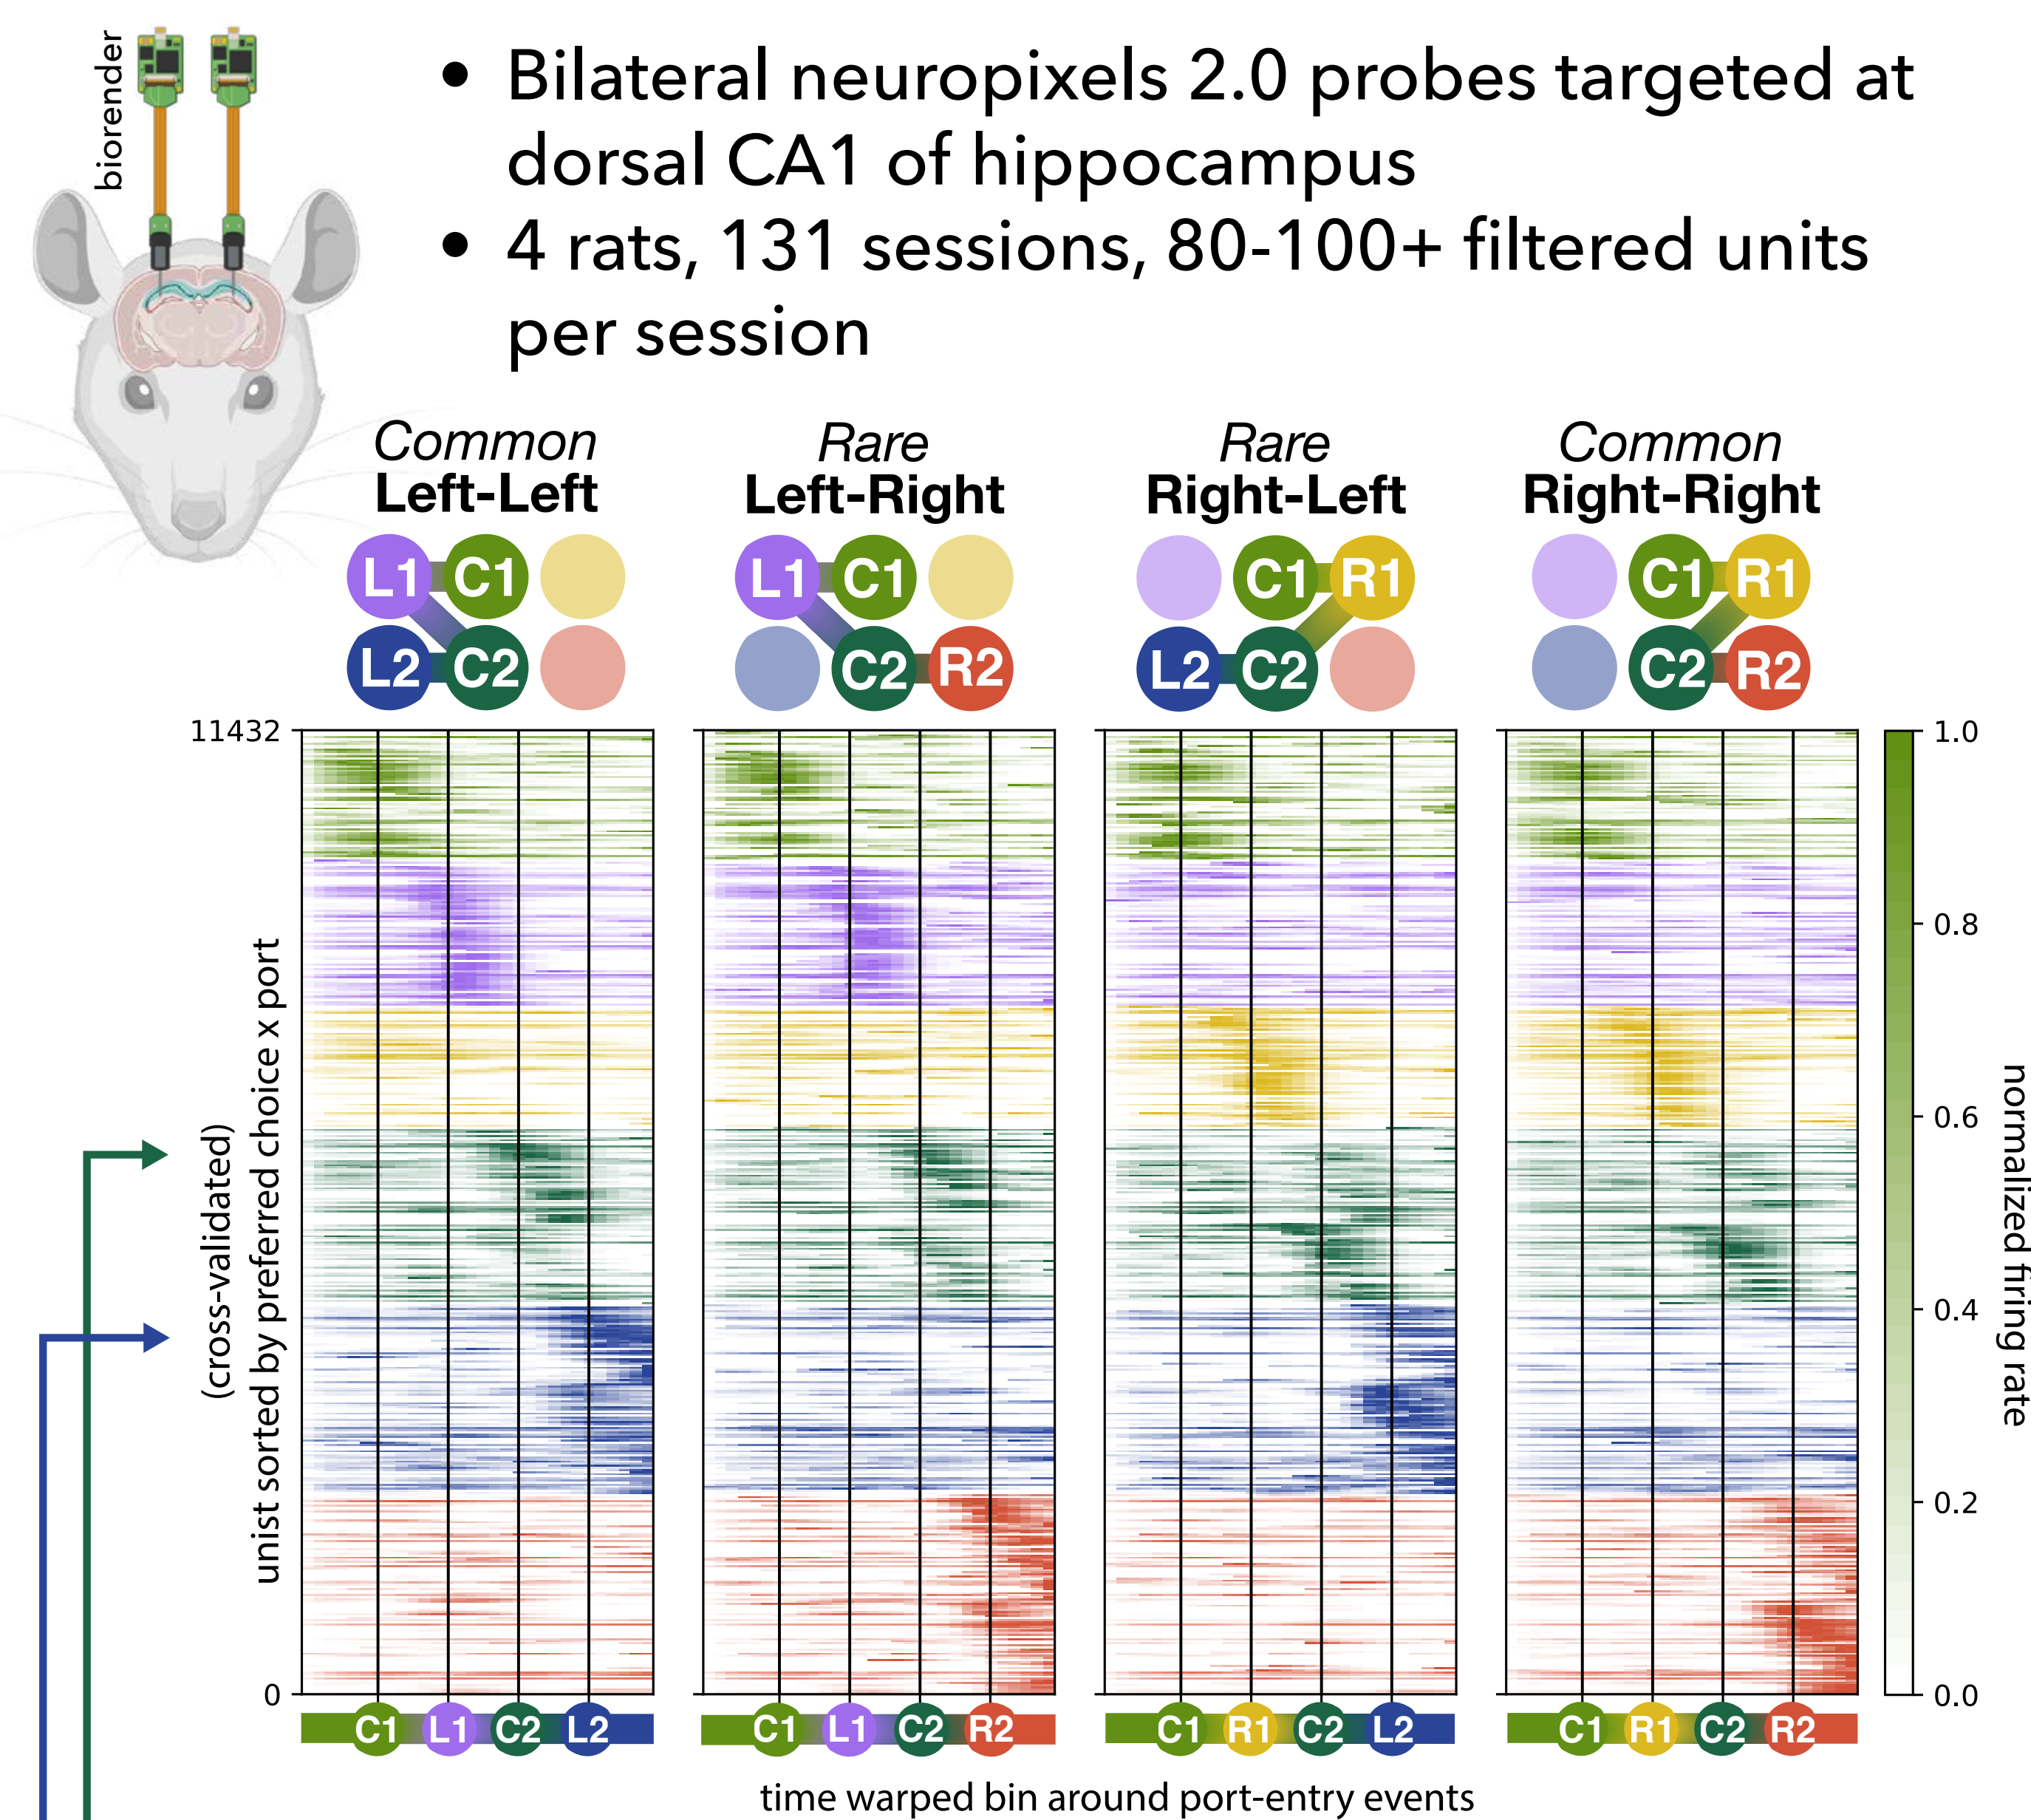 biorender
• Bilateral neuropixels 2.0 probes targeted at
dorsal CA1 of hippocampus
• 4 rats, 131 sessions, 80-100+ filtered units
per session
Common
Left-Left
Rare
Left-Right
Rare
Right-Left
Common
Right-Right
L1 C1
L2 C2
L1 C1
C2 R2
C1 R1
L2 C2
C1 R1
C2 R2
11432
0
(cross-validated)
unist sorted by preferred choice x port
1.0
0.8
0.6
0.4
0.2
0.0
normalized firing rate
C1 L1 C2 L2
C1 L1 C2 R2
C1 R1 C2 L2
C1 R1 C2 R2
time warped bin around port-entry events